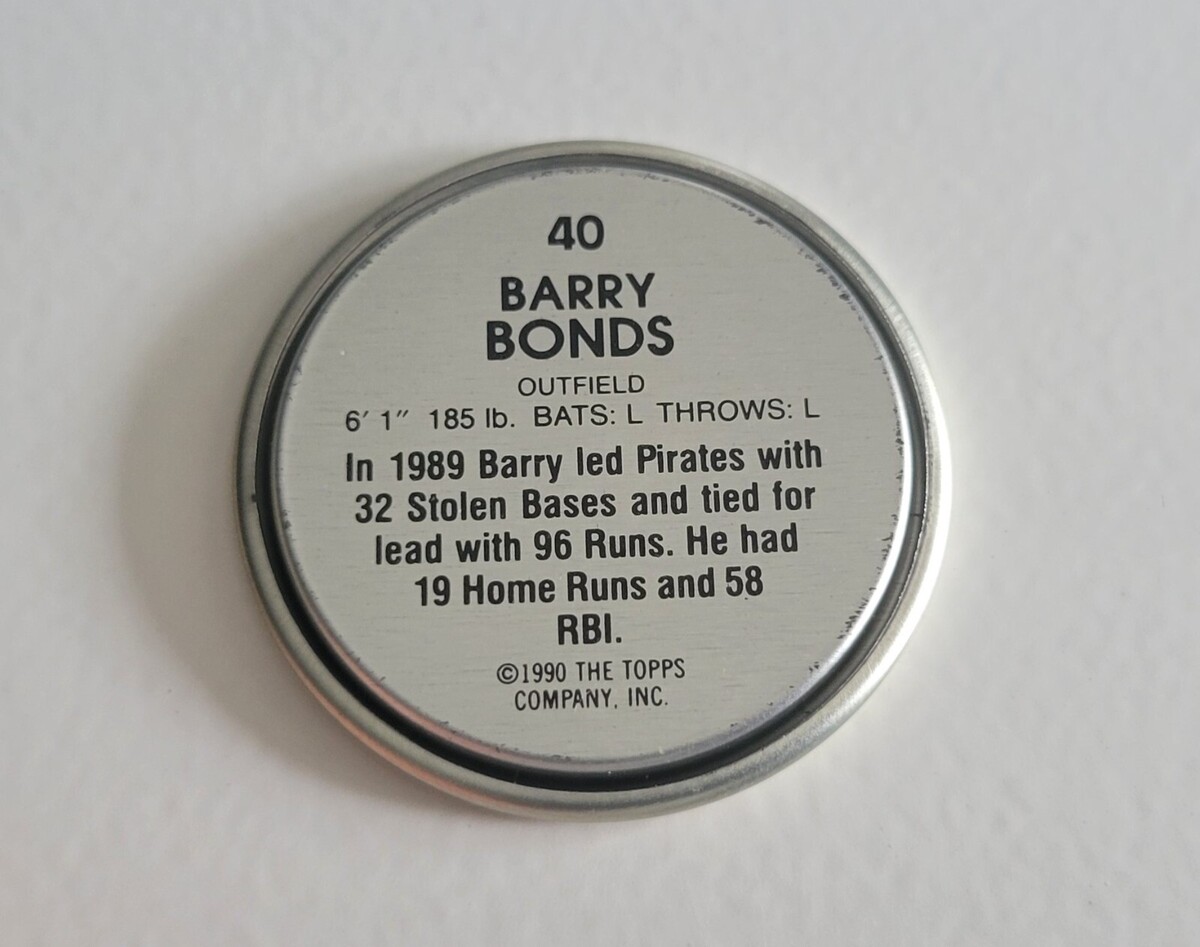 40
BARRY
BONDS
OUTFIELD
6′ 1″ 185 lb. BATS: L THROWS: L
In 1989 Barry led Pirates with
32 Stolen Bases and tied for
lead with 96 Runs. He had
19 Home Runs and 58
RBI.
©1990 THE TOPPS
COMPANY, INC.